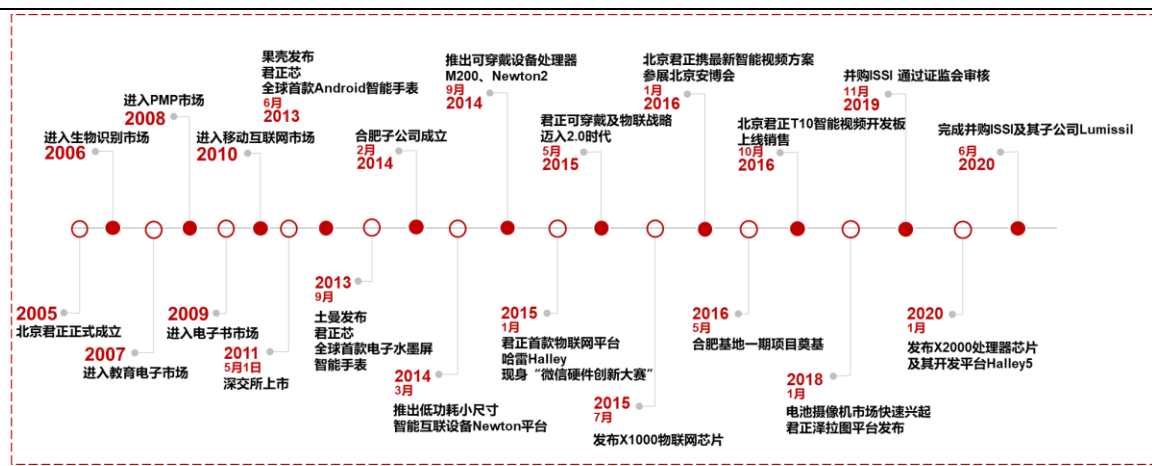 果壳发布
君正芯
全球首款Android智能手表
6月
2013
推出可穿戴设备处理器
M200、Newton2
9月
2014
北京君正携最新智能视频方案
参展北京安博会
1月
2016
并购ISSI 通过证监会审核
11月
2019
进入PMP市场
2008
进入生物识别市场
2006
进入移动互联网市场
2010
合肥子公司成立
2月
2014
君正可穿戴及物联战略
迈入2.0时代
5月
2015
北京君正T10智能视频开发板
上线销售
10月
2016
完成并购ISSI及其子公司Lumissil
6月
2020
2005
北京君正正式成立
2007
进入教育电子市场
2009
进入电子书市场
2011
5月1日
深交所上市
2013
9月
土曼发布
君正芯
全球首款电子水墨屏
智能手表
2014
3月
推出低功耗小尺寸
智能互联设备Newton平台
2015
1月
君正首款物联网平台
哈雷Halley
现身“微信硬件创新大赛”
2015
7月
发布X1000物联网芯片
2016
5月
合肥基地一期项目奠基
2018
1月
电池摄像机市场快速兴起
君正泽拉图平台发布
2020
1月
发布X2000处理器芯片
及其开发平台Halley5